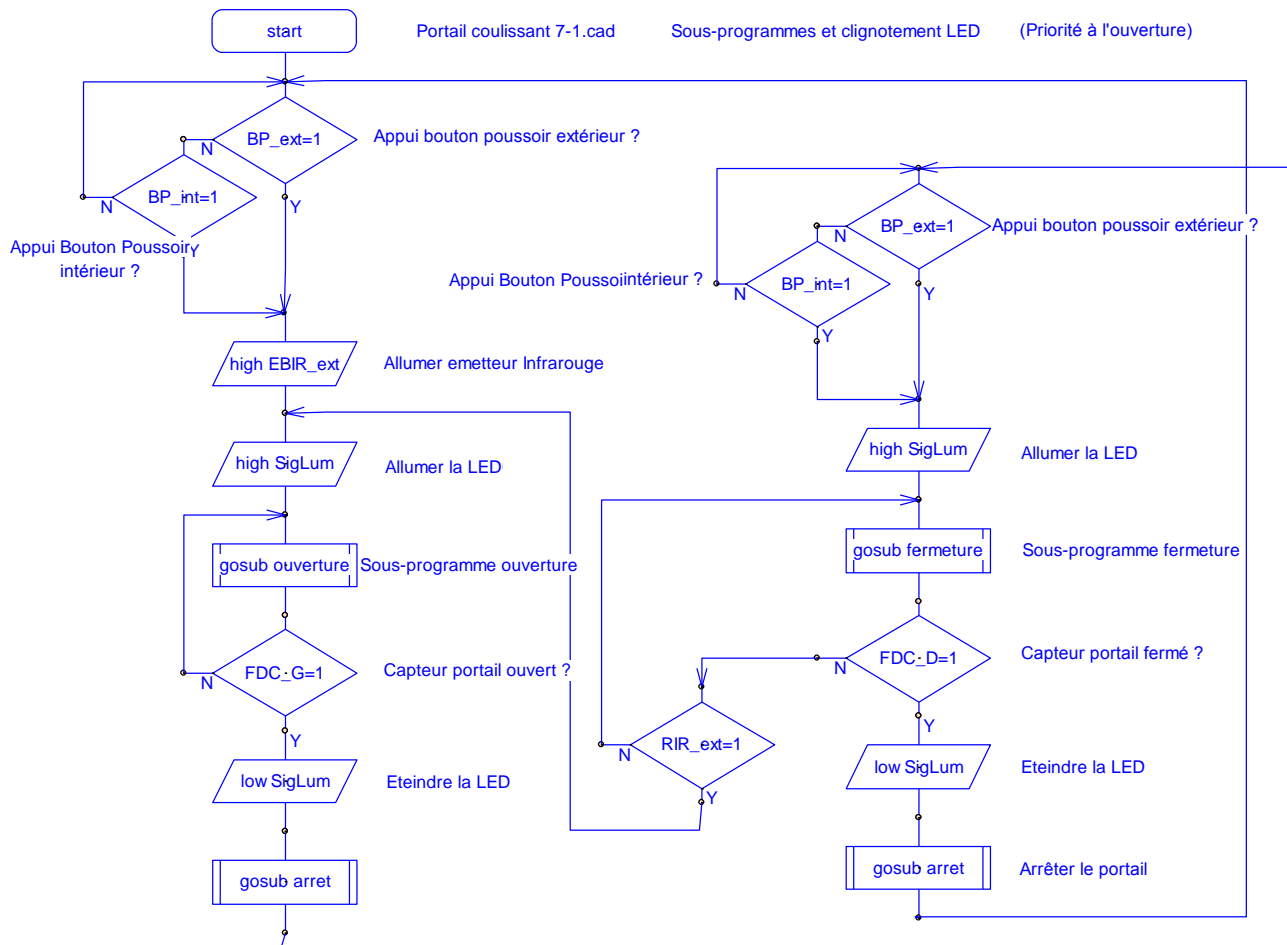 start
Portail coulissant 7-1.cad
Sous-programmes et clignotement LED
(Priorité à l'ouverture)
BP_ext=1
N
Y
Appui bouton poussoir extérieur ?
BP_int=1
N
Y
Appui Bouton Poussoir
intérieur ?
high EBIR_ext
Allumer emetteur Infrarouge
high SigLum
Allumer la LED
gosub ouverture
Sous-programme ouverture
FDC_G=1
N
Y
Capteur portail ouvert ?
low SigLum
Eteindre la LED
gosub arret
BP_ext=1
N
Y
Appui bouton poussoir extérieur ?
Appui Bouton Poussoiintérieur ?
BP_int=1
N
Y
high SigLum
Allumer la LED
gosub fermeture
Sous-programme fermeture
FDC_D=1
N
Y
Capteur portail fermé ?
RIR_ext=1
N
Y
low SigLum
Eteindre la LED
gosub arret
Arrêter le portail